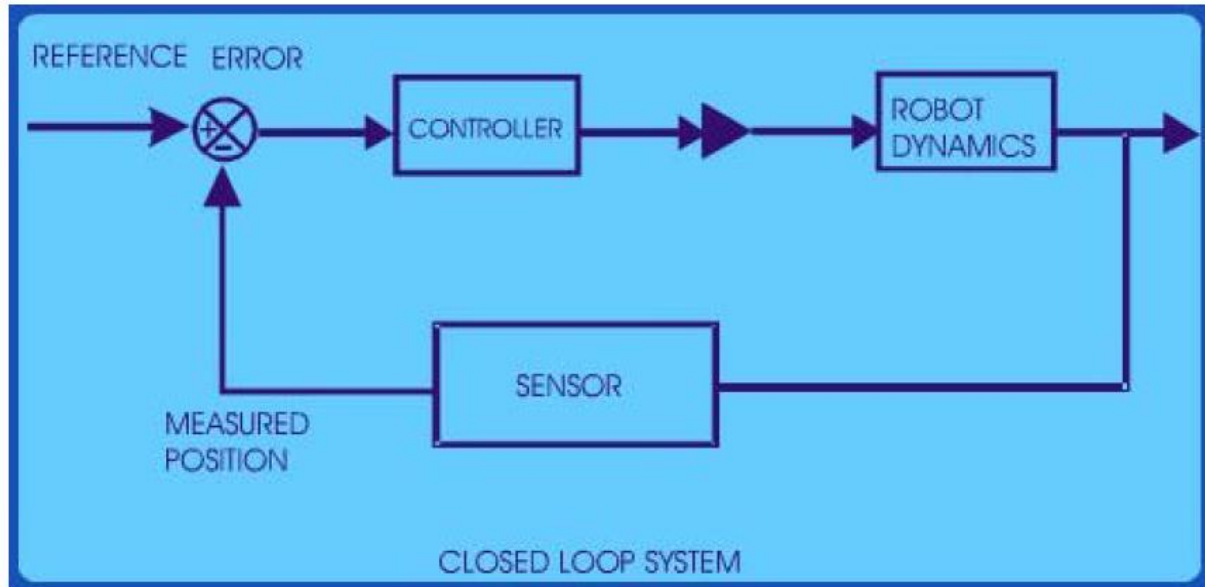 REFERENCE ERROR
+
-
CONTROLLER
ROBOT
DYNAMICS
SENSOR
MEASURED
POSITION
CLOSED LOOP SYSTEM